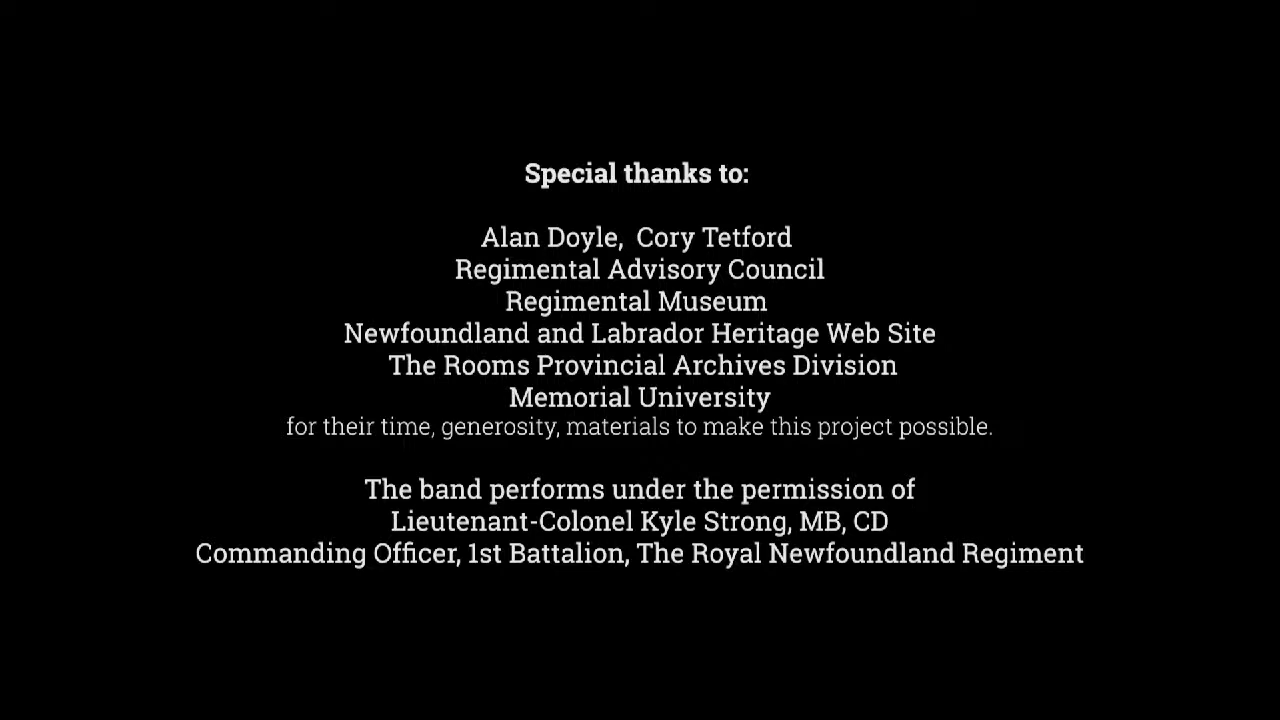 Special thanks to:
Alan Doyle, Cory Tetford
Regimental Advisory Council
Regimental Museum
Newfoundland and Labrador Heritage Web Site
The Rooms Provincial Archives Division
Memorial University
for their time, generosity, materials to make this project possible.
The band performs under the permission of
Lieutenant-Colonel Kyle Strong, MB, CD
Commanding Officer, 1st Battalion, The Royal Newfoundland Regiment